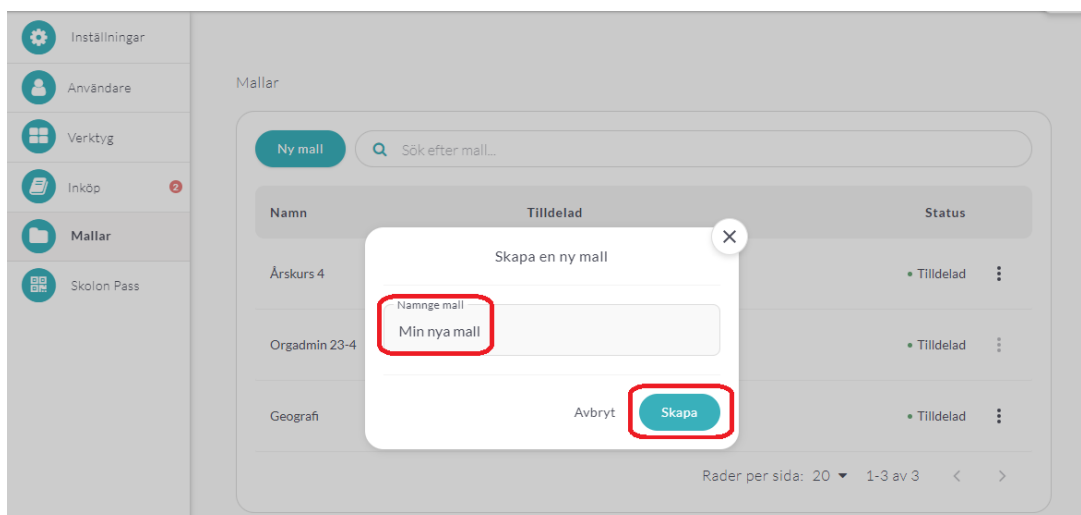 Inställningar
Användare
Verktyg
Inköp 2
Mallar
Skolon Pass
Mallar
Ny mall
Sök efter mall...
Namn Tilldelad Status
Årskurs 4 Tilldelad
Orgadmin 23-4 Tilldelad
Geografi Tilldelad
Skapa en ny mall
Namnge mall
Min nya mall
Avbryt Skapa
Rader per sida: 20 1-3 av 3